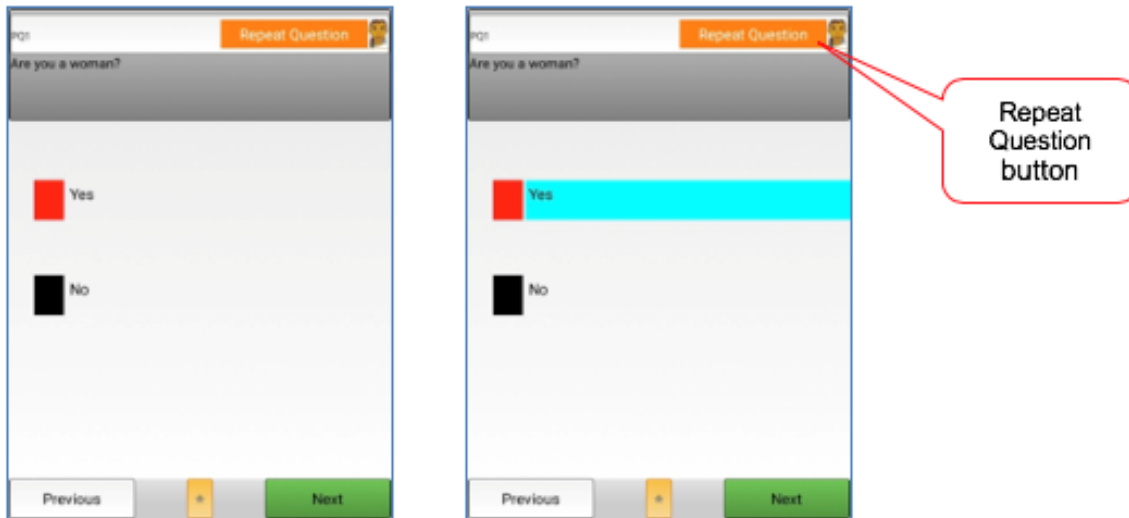 PQ1
Repeat Question
Are you a woman?
Yes
No
Previous
*
Next
PQ1
Repeat Question
Are you a woman?
Yes
No
Previous
*
Next
Repeat
Question
button